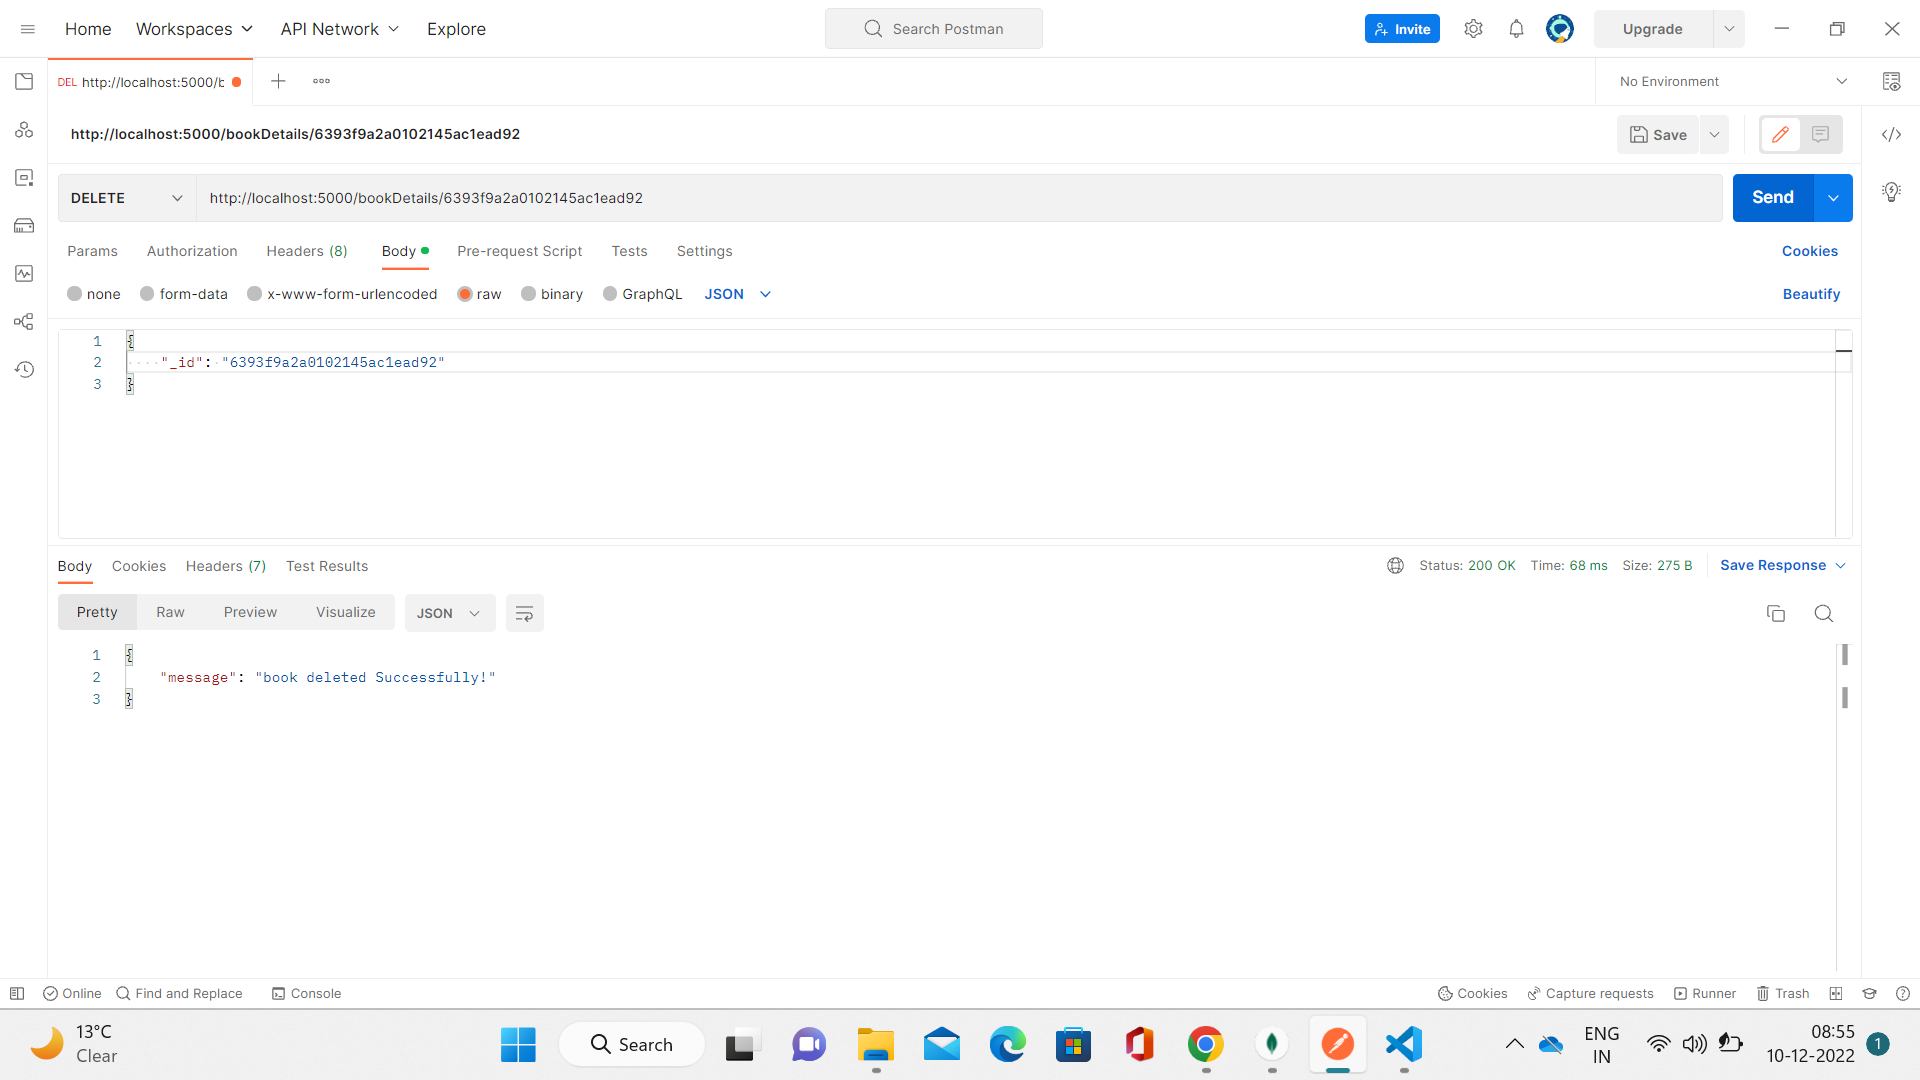 Home Workspaces API Network Explore Search Postman Invite Upgrade
DEL http://localhost:5000/b No Environment
http://localhost:5000/bookDetails/6393f9a2a0102145ac1ead92 Save
DELETE http://localhost:5000/bookDetails/6393f9a2a0102145ac1ead92 Send
Params Authorization Headers (8) Body Pre-request Script Tests Settings Cookies
none form-data x-www-form-urlencoded raw binary GraphQL JSON Beautify
1 {
2 "_id": "6393f9a2a0102145ac1ead92"
3 }
Body Cookies Headers (7) Test Results Status: 200 OK Time: 68 ms Size: 275 B Save Response
Pretty Raw Preview Visualize JSON
1 {
2 "message": "book deleted Successfully!"
3 }
Online Find and Replace Console Cookies Capture requests Runner Trash
13°C
Clear
Search
ENG
IN
08:55
10-12-2022
1